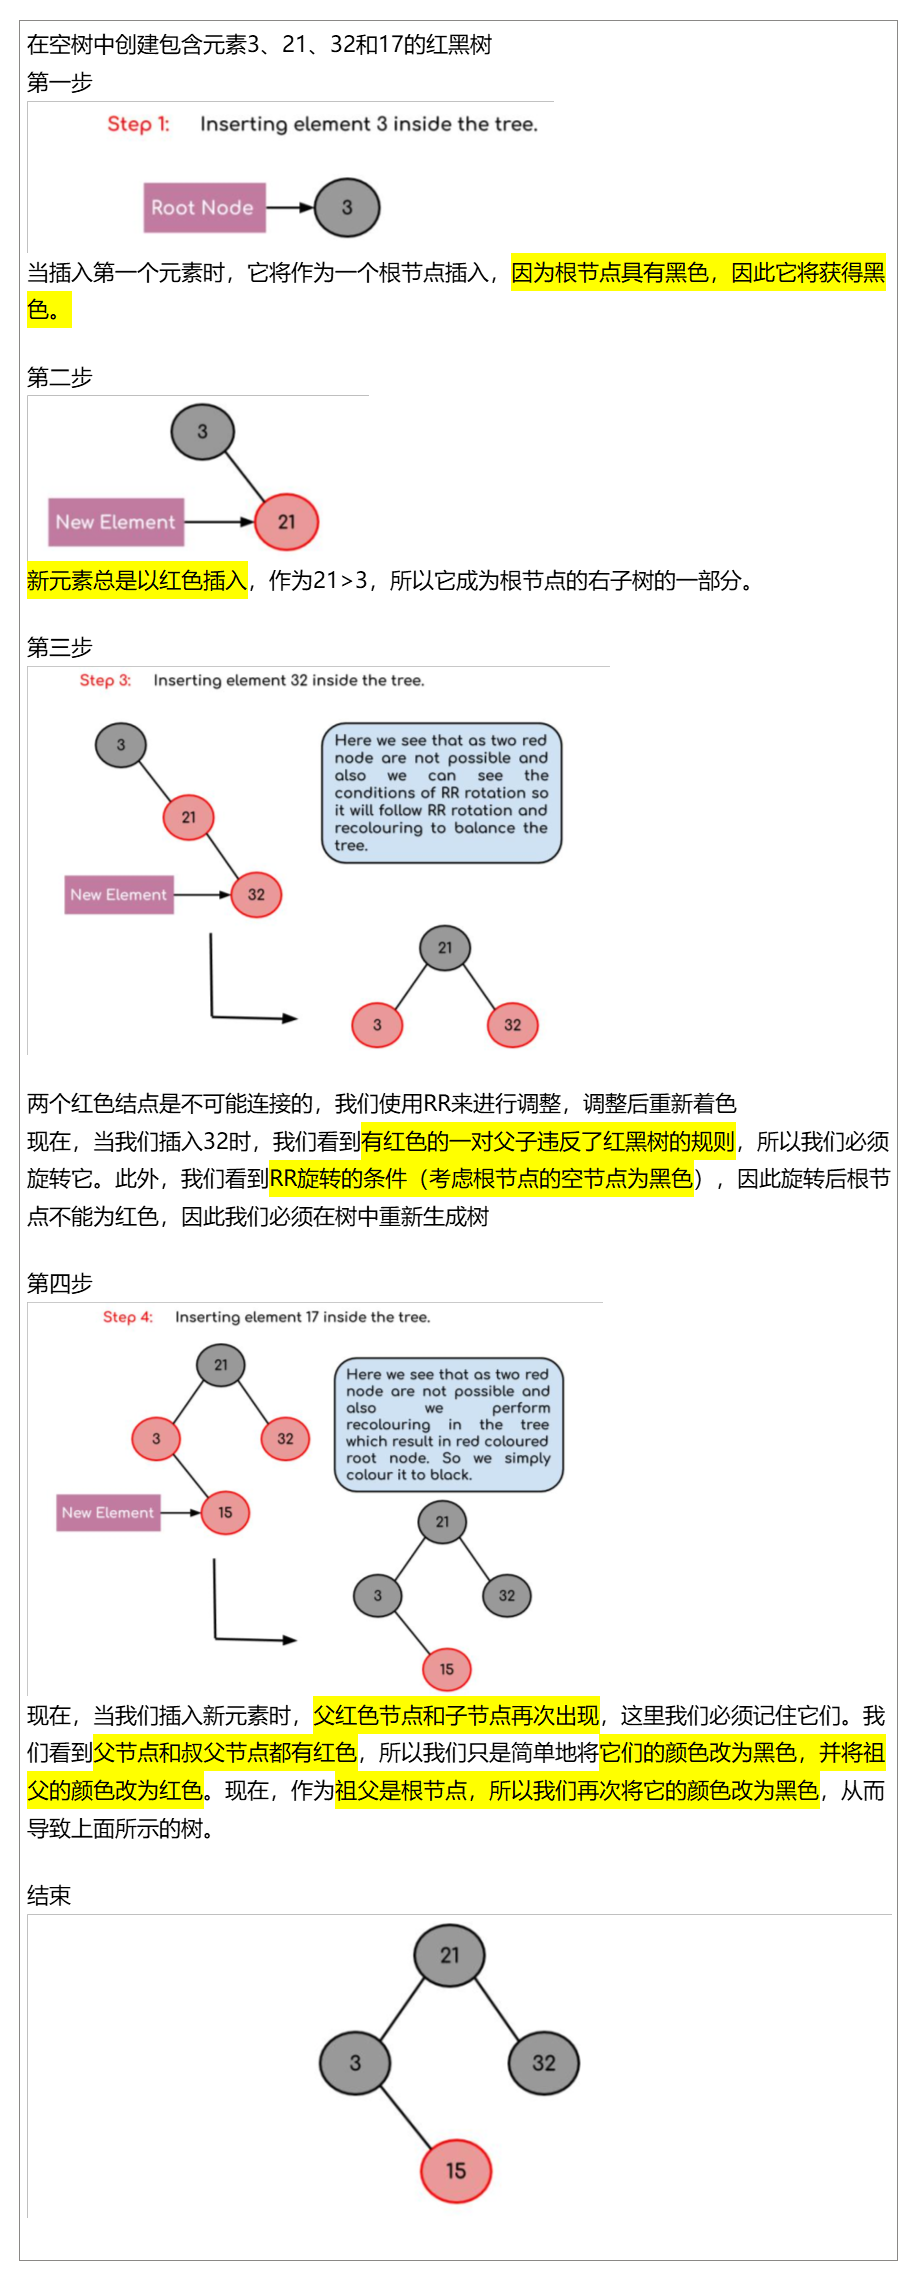 在空树中创建包含元素3、21、32和17的红黑树
第一步
Step 1: Inserting element 3 inside the tree.
Root Node
3
当插入第一个元素时，它将作为一个根节点插入，因为根节点具有黑色，因此它将获得黑
色。
第二步
3
New Element
21
新元素总是以红色插入，作为21>3，所以它成为根节点的右子树的一部分。
第三步
Step 3: Inserting element 32 inside the tree.
3
21
New Element
32
Here we see that as two red
node are not possible and
also we can see the
conditions of RR rotation so
it will follow RR rotation and
recolouring to balance the
tree.
21
3
32
两个红色结点是不可能连接的，我们使用RR来进行调整，调整后重新着色
现在，当我们插入32时，我们看到有红色的一对父子违反了红黑树的规则，所以我们必须
旋转它。此外，我们看到RR旋转的条件（考虑根节点的空节点为黑色），因此旋转后根节
点不能为红色，因此我们必须在树中重新生成树
第四步
Step 4: Inserting element 17 inside the tree.
21
3
32
New Element
15
Here we see that as two red
node are not possible and
also we perform
recolouring in the tree
which result in red coloured
root node. So we simply
colour it to black.
21
3
32
15
现在，当我们插入新元素时，父红色节点和子节点再次出现，这里我们必须记住它们。我
们看到父节点和叔父节点都有红色，所以我们只是简单地将它们的颜色改为黑色，并将祖
父的颜色改为红色。现在，作为祖父是根节点，所以我们再次将它的颜色改为黑色，从而
导致上面所示的树。
结束
21
3
32
15